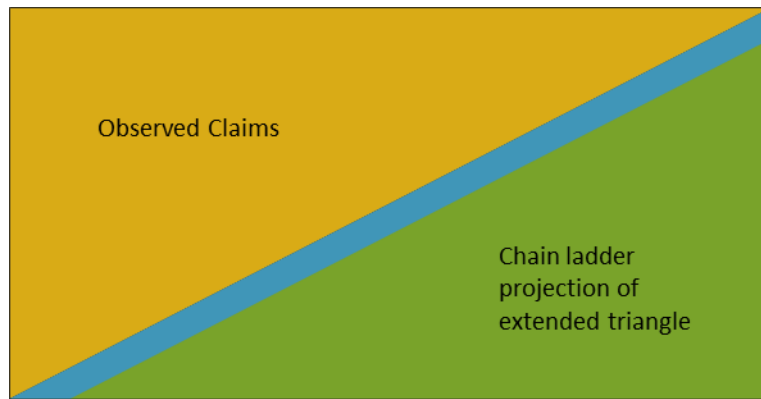 Observed Claims
Chain ladder
projection of
extended triangle